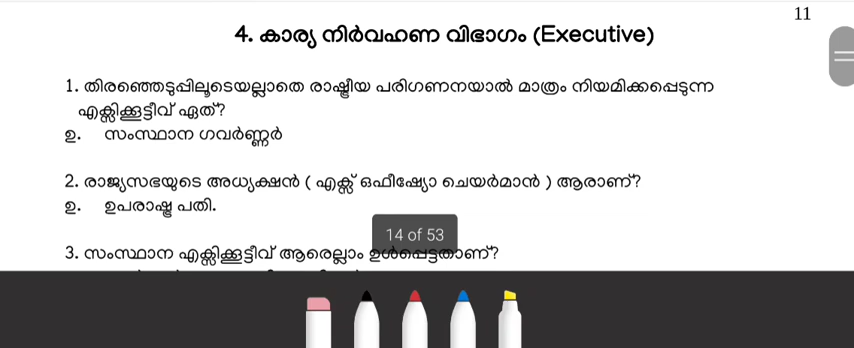 11
4. കാര്യ നിർവഹണ വിഭാഗം (Executive)
1. തിരഞ്ഞെടുപ്പിലൂടെയല്ലാതെ രാഷ്ട്രീയ പരിഗണനയാൽ മാത്രം നിയമിക്കപ്പെടുന്ന
എക്സിക്കൂട്ടീവ് ഏത്?
ഉ. സംസ്ഥാന ഗവർണ്ണർ
2. രാജ്യസഭയുടെ അധ്യക്ഷൻ ( എക്സ് ഒഫീഷ്യോ ചെയർമാൻ ) ആരാണ്?
ഉ. ഉപരാഷ്ട്ര പതി.
14 of 53
3. സംസ്ഥാന എക്സിക്കൂട്ടീവ് ആരെല്ലാം ഉൾപ്പെട്ടതാണ്?